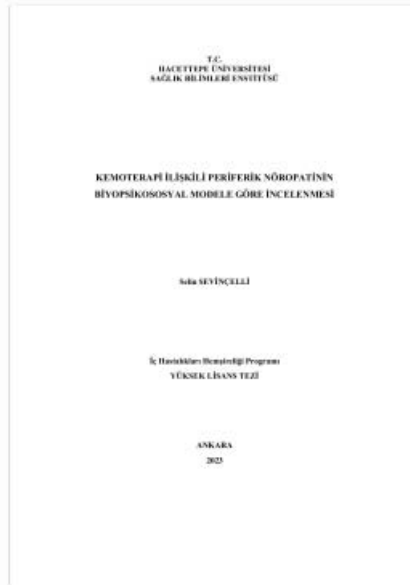 T.C.
HACETTEPE ÜNİVERSİTESİ
SAĞLIK BİLİMLERİ ENSTİTÜSÜ
KEMOTERAPİ İLİŞKİLİ PERİFERİK NÖROPATİNİN
BİYOPSİKOSOSYAL MODELE GÖRE İNCELENMESİ
Selin SEVİNÇELLİ
İç Hastalıkları Hemşireliği Programı
YÜKSEK LİSANS TEZİ
ANKARA
2023